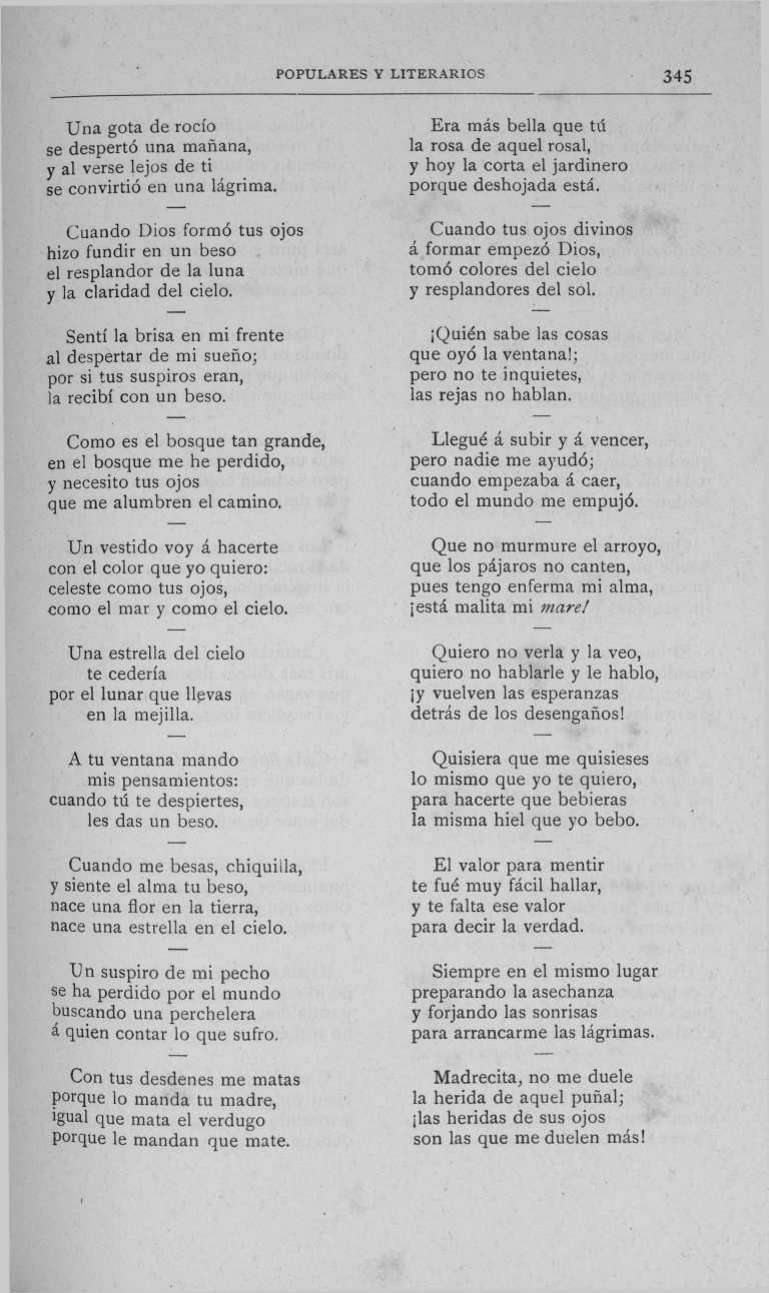 POPULARES Y LITERARIOS 345
Una gota de rocío
se despertó una mañana,
y al verse lejos de ti
se convirtió en una lágrima.
Cuando Dios formó tus ojos
hizo fundir en un beso
el resplandor de la luna
y la claridad del cielo.
Sentí la brisa en mi frente
al despertar de mi sueño;
por si tus suspiros eran,
la recibí con un beso.
Como es el bosque tan grande,
en el bosque me he perdido,
y necesito tus ojos
que me alumbren el camino.
Un vestido voy á hacerte
con el color que yo quiero:
celeste como tus ojos,
como el mar y como el cielo.
Una estrella del cielo
te cedería
por el lunar que llevas
en la mejilla.
A tu ventana mando
mis pensamientos:
cuando tú te despiertes,
les das un beso.
Cuando me besas, chiquilla,
y siente el alma tu beso,
nace una flor en la tierra,
nace una estrella en el cielo.
Un suspiro de mi pecho
se ha perdido por el mundo
buscando una perchelera
á quien contar lo que sufro.
Con tus desdenes me matas
porque lo manda tu madre,
igual que mata el verdugo
porque le mandan que mate.
Era más bella que tú
la rosa de aquel rosal,
y hoy la corta el jardinero
porque deshojada está.
Cuando tus ojos divinos
á formar empezó Dios,
tomó colores del cielo
y resplandores del sol.
¡Quién sabe las cosas
que oyó la ventana!;
pero no te inquietes,
las rejas no hablan.
Llegué á subir y á vencer,
pero nadie me ayudó;
cuando empezaba á caer,
todo el mundo me empujó.
Que no murmure el arroyo,
que los pájaros no canten,
pues tengo enferma mi alma,
¡está malita mi mare!
Quiero no verla y la veo,
quiero no hablarle y le hablo,
¡y vuelven las esperanzas
detrás de los desengaños!
Quisiera que me quisieses
lo mismo que yo te quiero,
para hacerte que bebieras
la misma hiel que yo bebo.
El valor para mentir
te fué muy fácil hallar,
y te falta ese valor
para decir la verdad.
Siempre en el mismo lugar
preparando la asechanza
y forjando las sonrisas
para arrancarme las lágrimas.
Madrecita, no me duele
la herida de aquel puñal;
¡las heridas de sus ojos
son las que me duelen más!